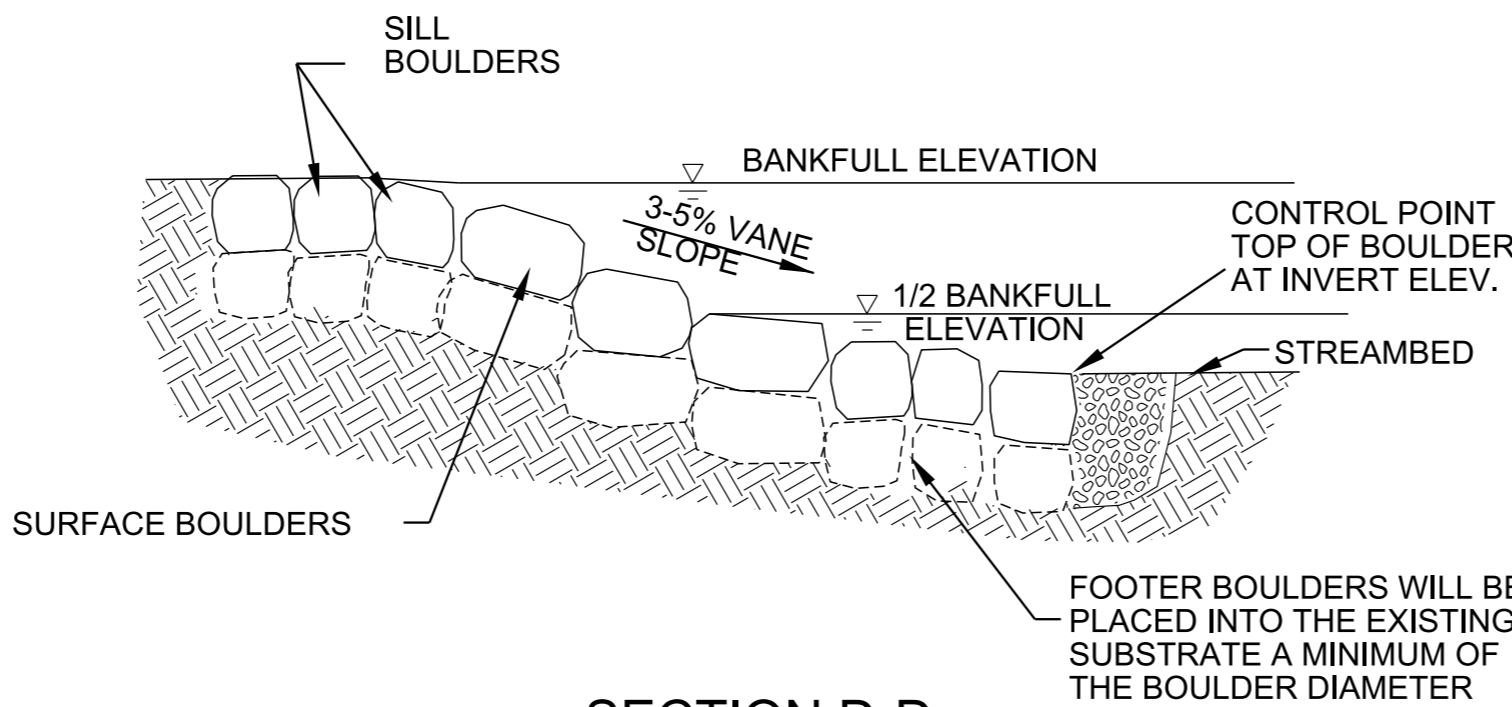 SILL
BOULDERS
BANKFULL ELEVATION
3-5% VANE
SLOPE
CONTROL POINT
TOP OF BOULDER
AT INVERT ELEV.
1/2 BANKFULL
ELEVATION
STREAMBED
SURFACE BOULDERS
FOOTER BOULDERS WILL BE
PLACED INTO THE EXISTING
SUBSTRATE A MINIMUM OF
THE BOULDER DIAMETER
SECTION